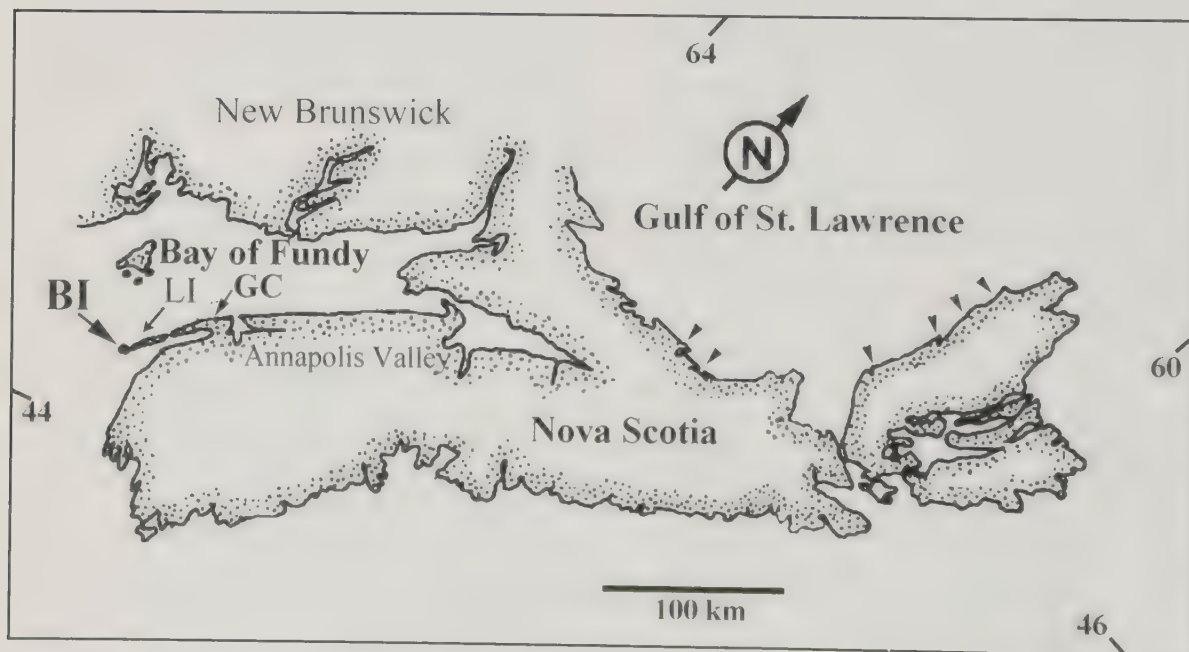 64
New Brunswick
N
Gulf of St. Lawrence
Bay of Fundy
BI
LI
GC
Annapolis Valley
60
44
Nova Scotia
100 km
46